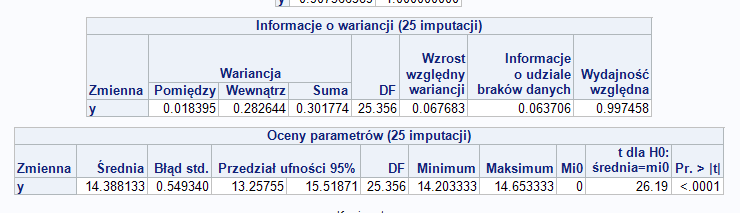 Informacje o wariancji (25 imputacji)
Zmienna Wariancja DF Wzrost względny wariancji Informacje o udziale braków danych Wydajność względna
Pomiędzy Wewnątrz Suma
y 0.018395 0.282644 0.301774 25.356 0.067683 0.063706 0.997458
Oceny parametrów (25 imputacji)
Zmienna Średnia Błąd std. Przedział ufności 95% DF Minimum Maksimum Mi0 t dla H0: średnia=mi0 Pr. > |t|
y 14.388133 0.549340 13.25755 15.51871 25.356 14.203333 14.653333 0 26.19 <.0001